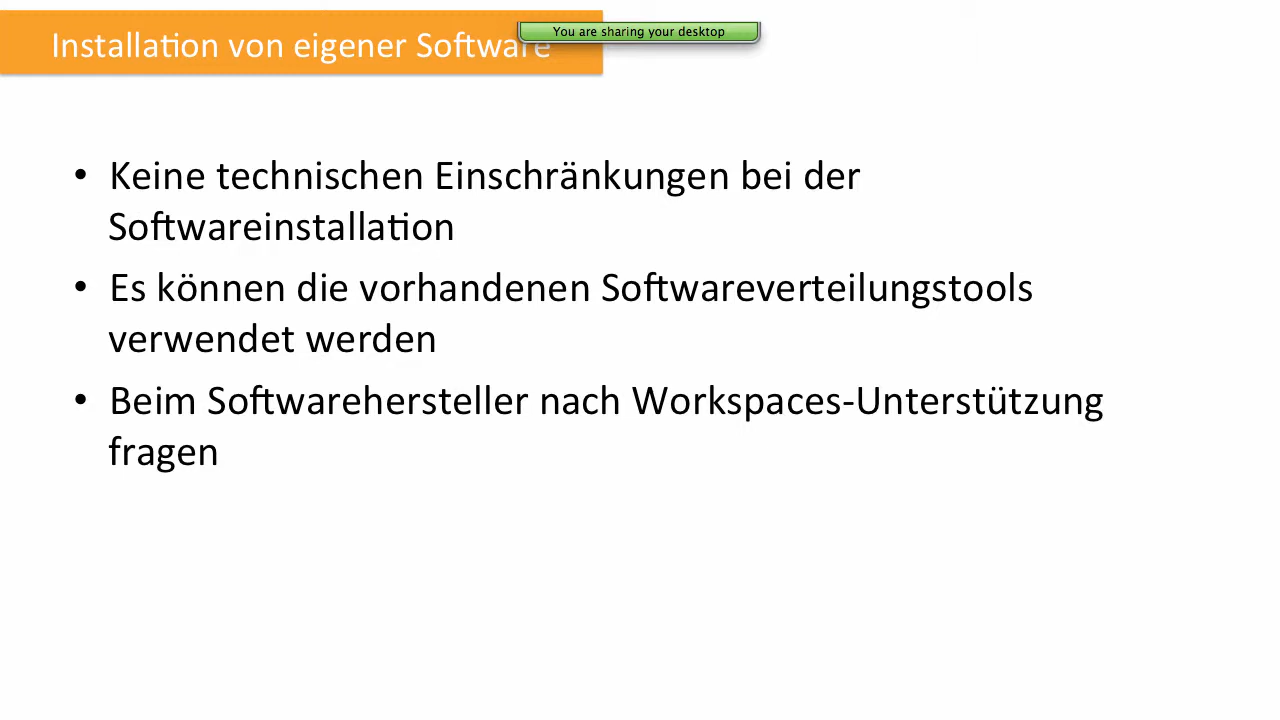 Installation von eigener Software
You are sharing your desktop
• Keine technischen Einschränkungen bei der
Softwareinstallation
• Es können die vorhandenen Softwareverteilungstools
verwendet werden
• Beim Softwarehersteller nach Workspaces-Unterstützung
fragen